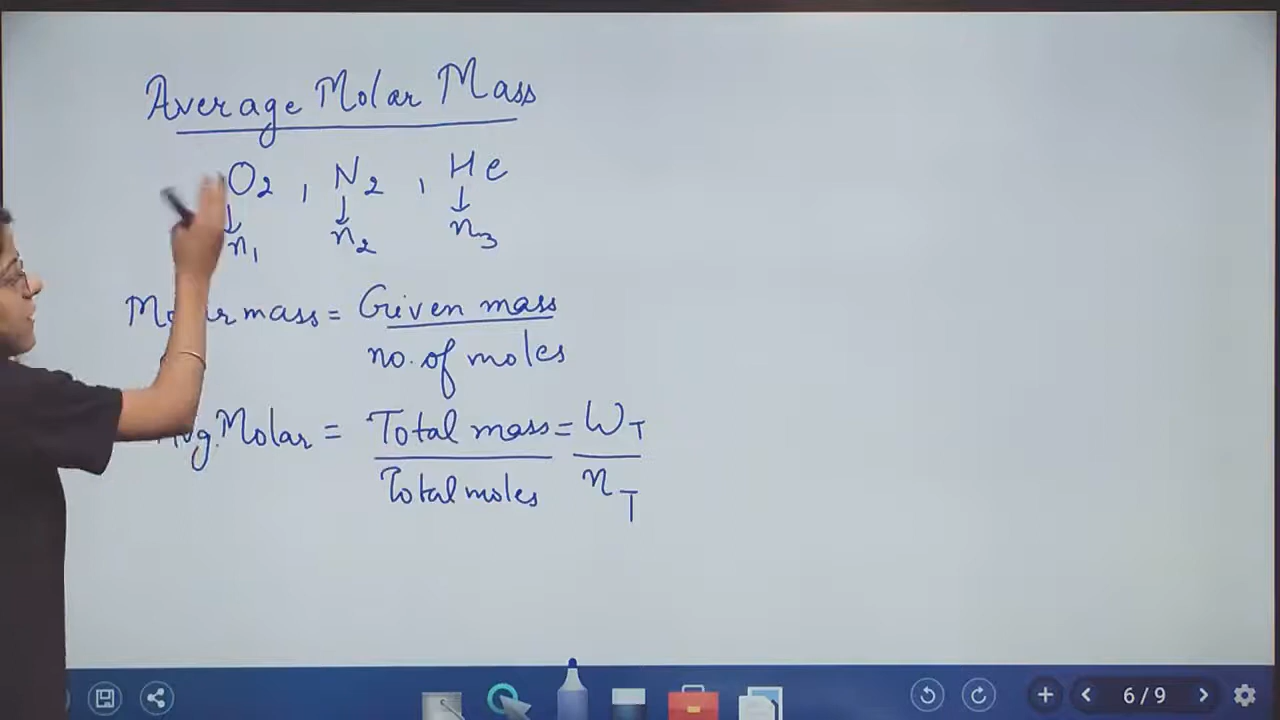 Average Molar Mass
O2 , N2 , He
↓ ↓ ↓
n1 n2 n3
mass = Given mass
no. of moles
Molar = Total mass = WT
Total moles nT
6/9